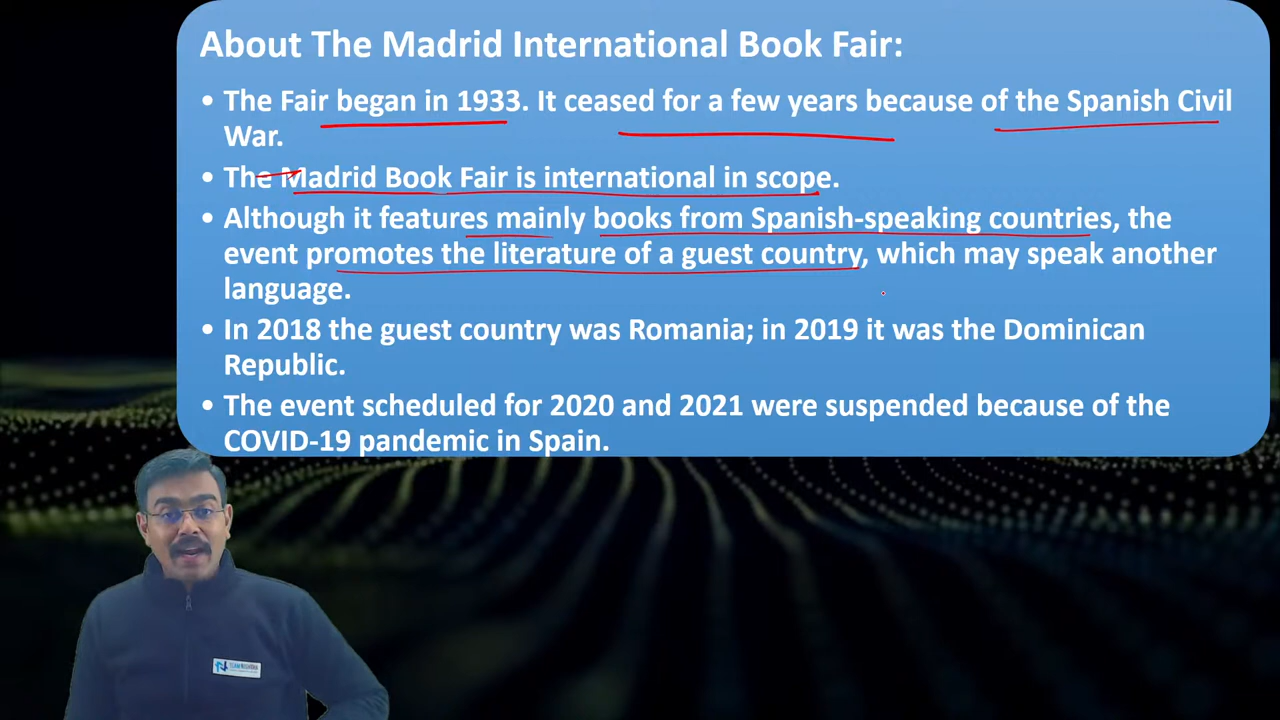 About The Madrid International Book Fair:
• The Fair began in 1933. It ceased for a few years because of the Spanish Civil
War.
• The Madrid Book Fair is international in scope.
• Although it features mainly books from Spanish-speaking countries, the
event promotes the literature of a guest country, which may speak another
language.
• In 2018 the guest country was Romania; in 2019 it was the Dominican
Republic.
• The event scheduled for 2020 and 2021 were suspended because of the
COVID-19 pandemic in Spain.